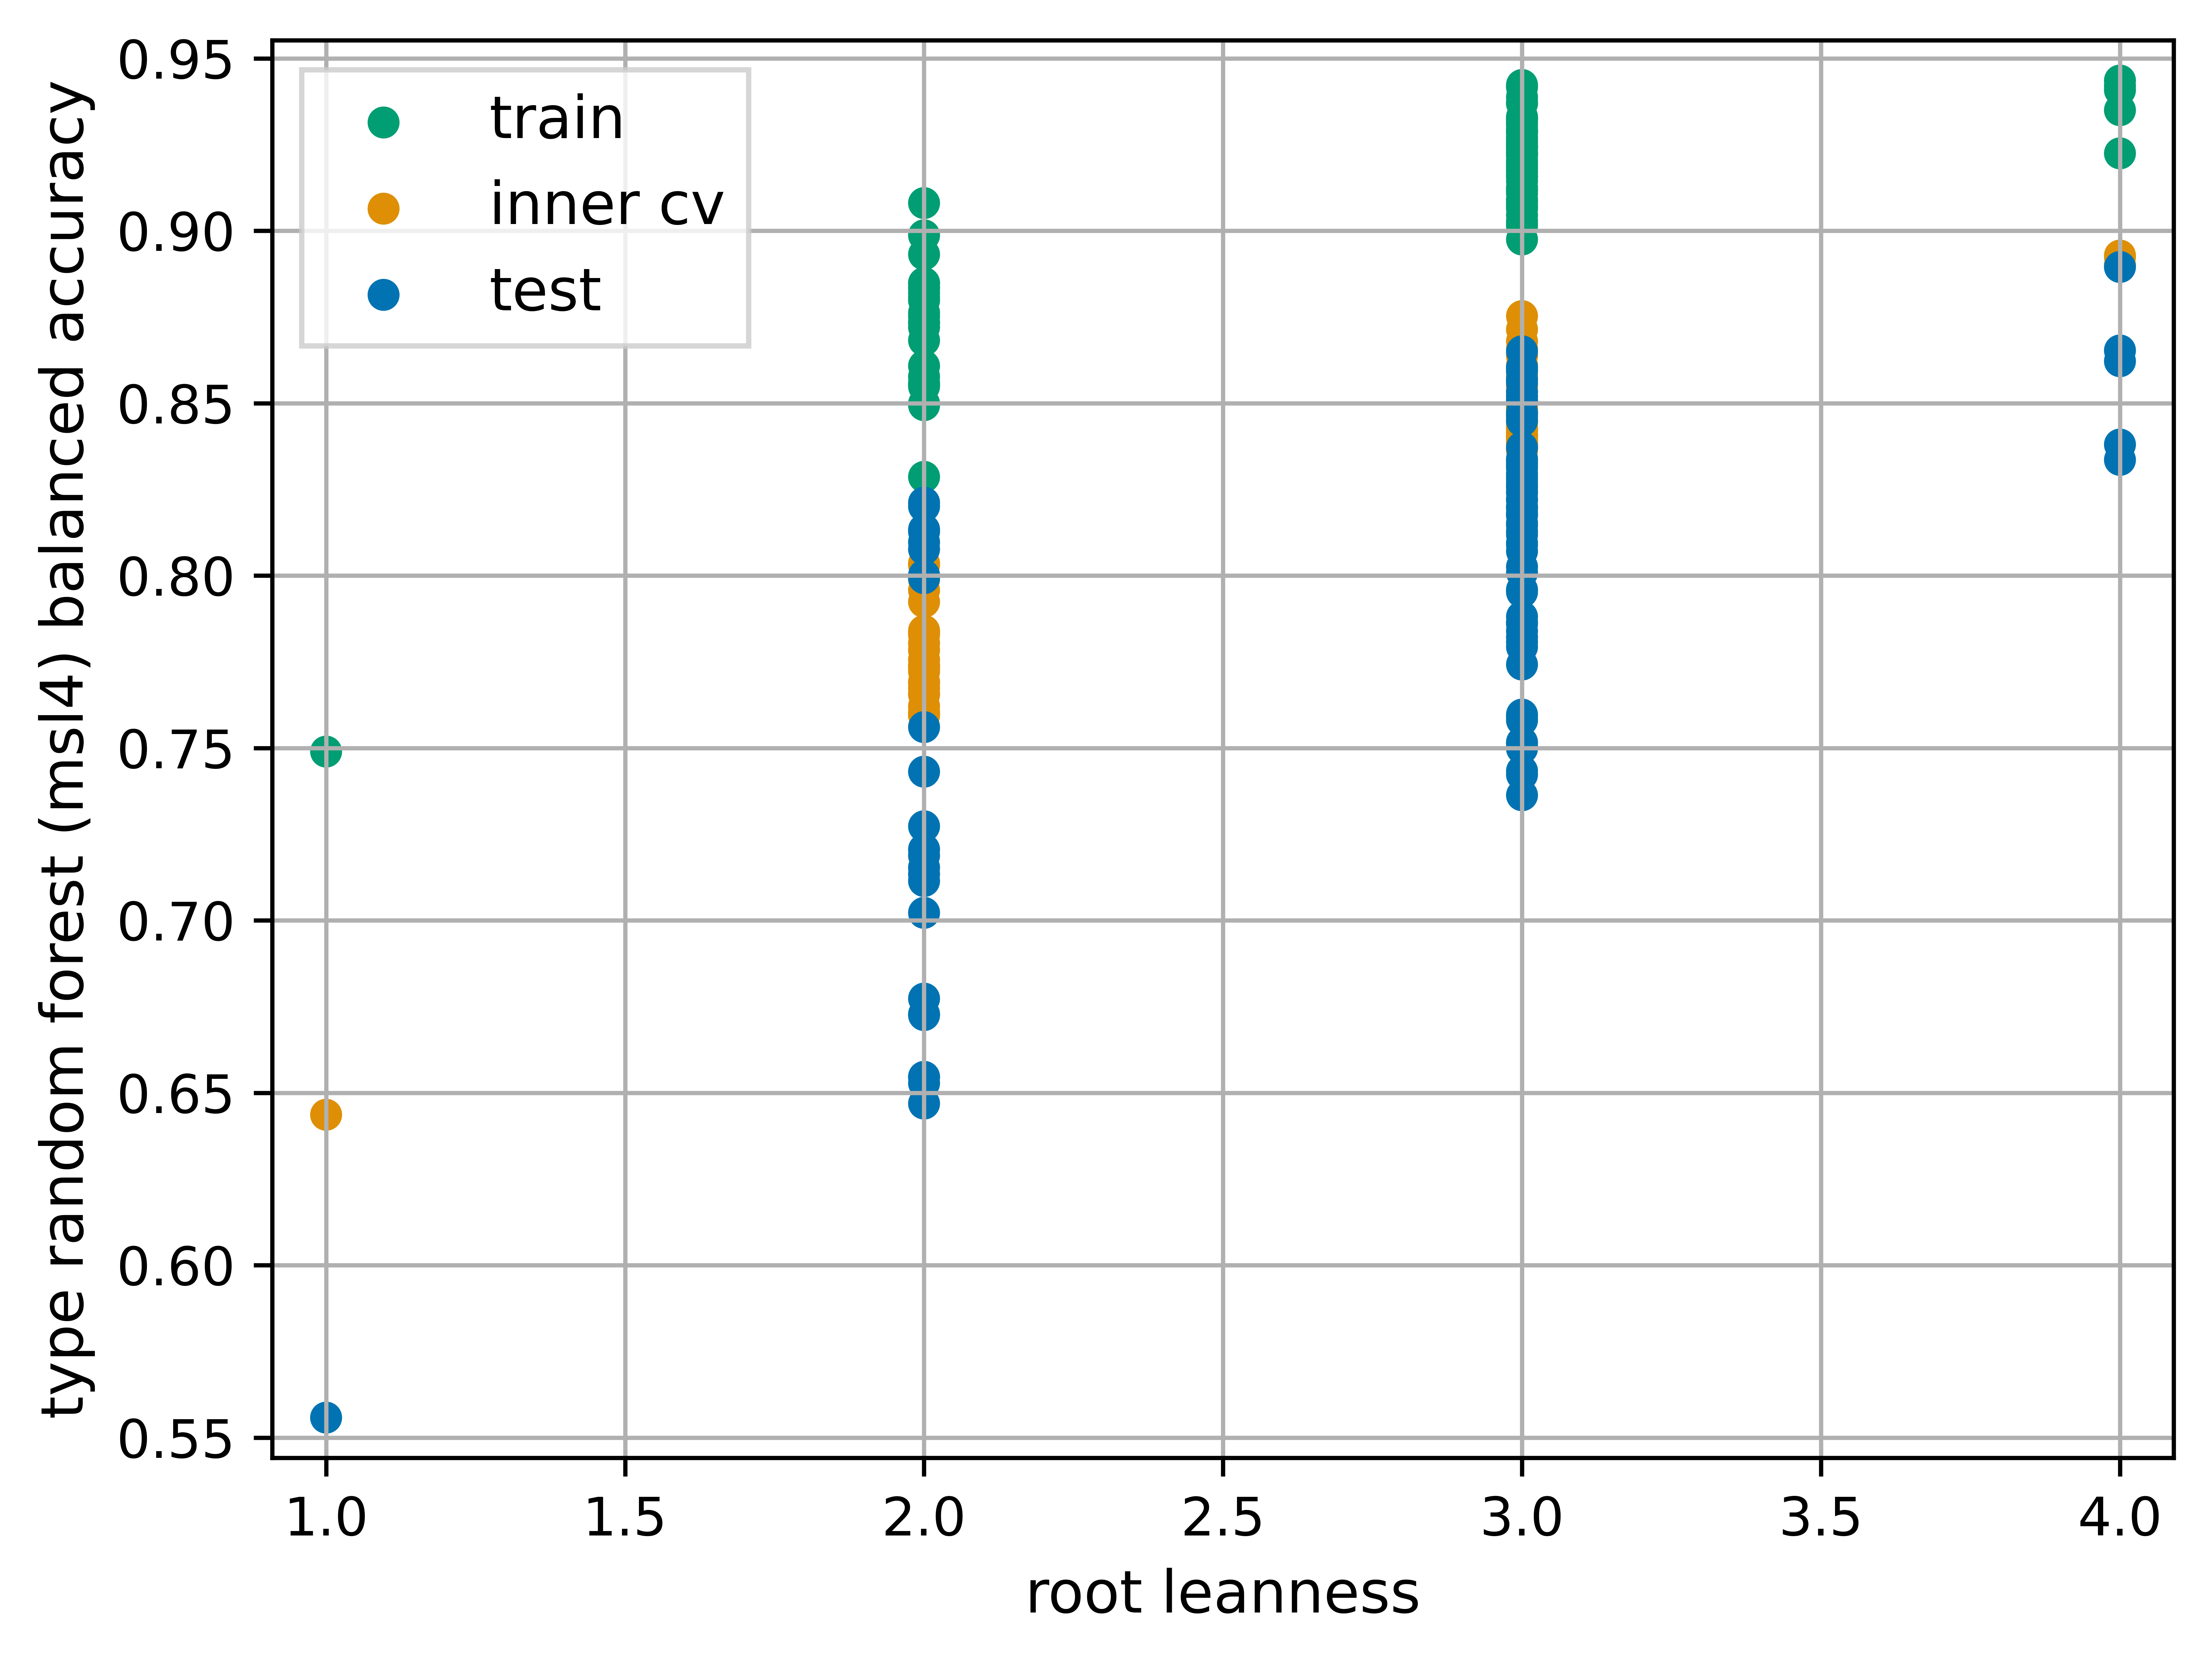 type random forest (msl4) balanced accuracy
0.95
0.90
0.85
0.80
0.75
0.70
0.65
0.60
0.55
train
inner cv
test
1.0 1.5 2.0 2.5 3.0 3.5 4.0
root leanness